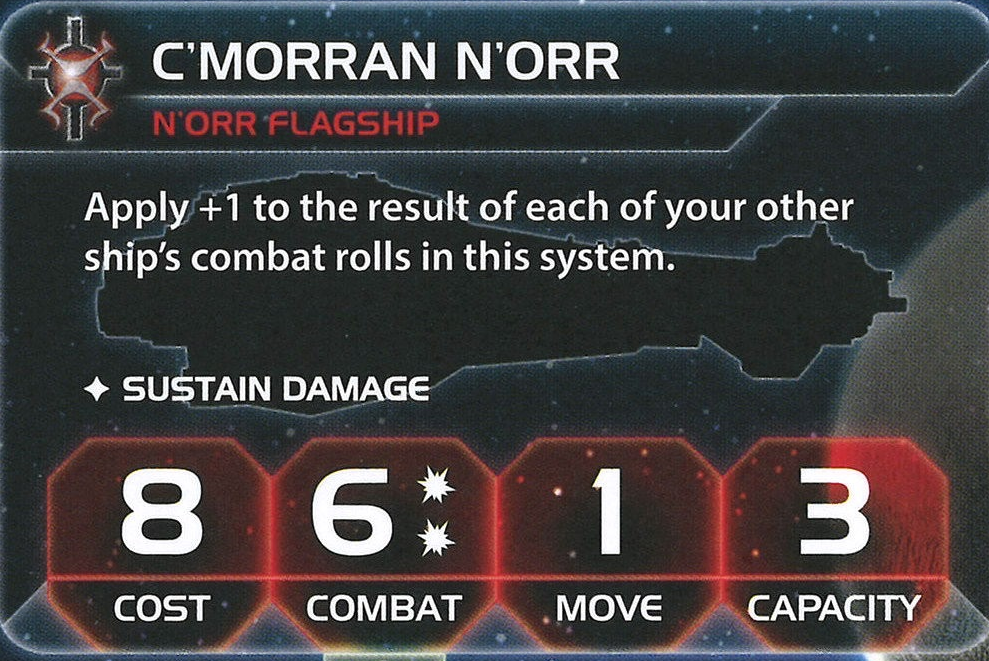 C'MORRAN N'ORR
N'ORR FLAGSHIP
Apply +1 to the result of each of your other
ship's combat rolls in this system.
SUSTAIN DAMAGE
8 6 1 3
COST COMBAT MOVE CAPACITY